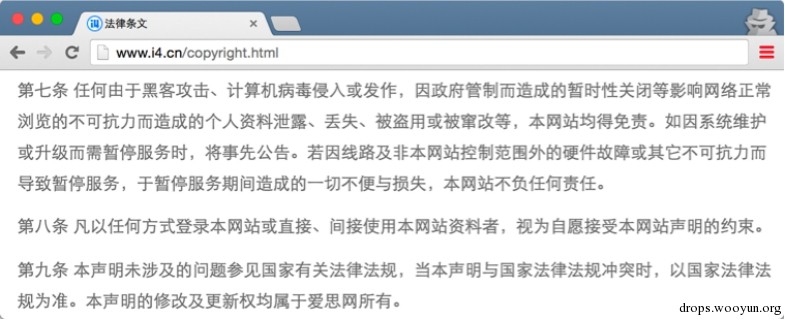 法律条文
www.i4.cn/copyright.html
第七条 任何由于黑客攻击、计算机病毒侵入或发作，因政府管制而造成的暂时性关闭等影响网络正常
浏览的不可抗力而造成的个人资料泄露、丢失、被盗用或被窜改等，本网站均得免责。如因系统维护
或升级而需暂停服务时，将事先公告。若因线路及非本网站控制范围外的硬件故障或其它不可抗力而
导致暂停服务，于暂停服务期间造成的一切不便与损失，本网站不负任何责任。
第八条 凡以任何方式登录本网站或直接、间接使用本网站资料者，视为自愿接受本网站声明的约束。
第九条 本声明未涉及的问题参见国家有关法律法规，当本声明与国家法律法规冲突时，以国家法律法
规为准。本声明的修改及更新权均属于爱思网所有。
drops.wooyun.org